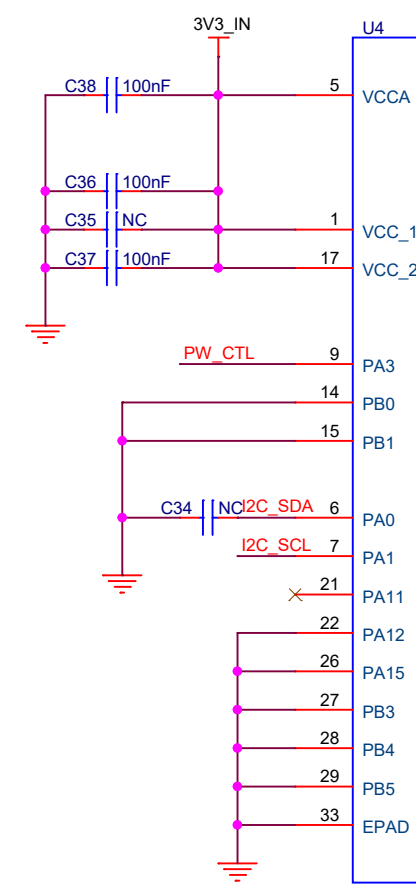 3V3_IN
U4
C38 100nF 5 VCCA
C36 100nF
C35 NC 1 VCC_1
C37 100nF 17 VCC_2
PW_CTL 9 PA3
14 PB0
15 PB1
C34 NC I2C_SDA 6 PA0
I2C_SCL 7 PA1
21 PA11
22 PA12
26 PA15
27 PB3
28 PB4
29 PB5
33 EPAD